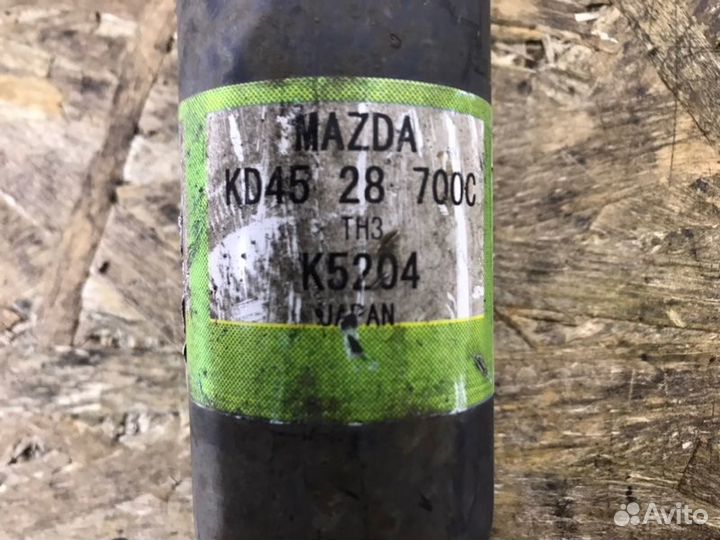 MAZDA
KD45 28 700C
TH3
K5204
JAPAN
Avito